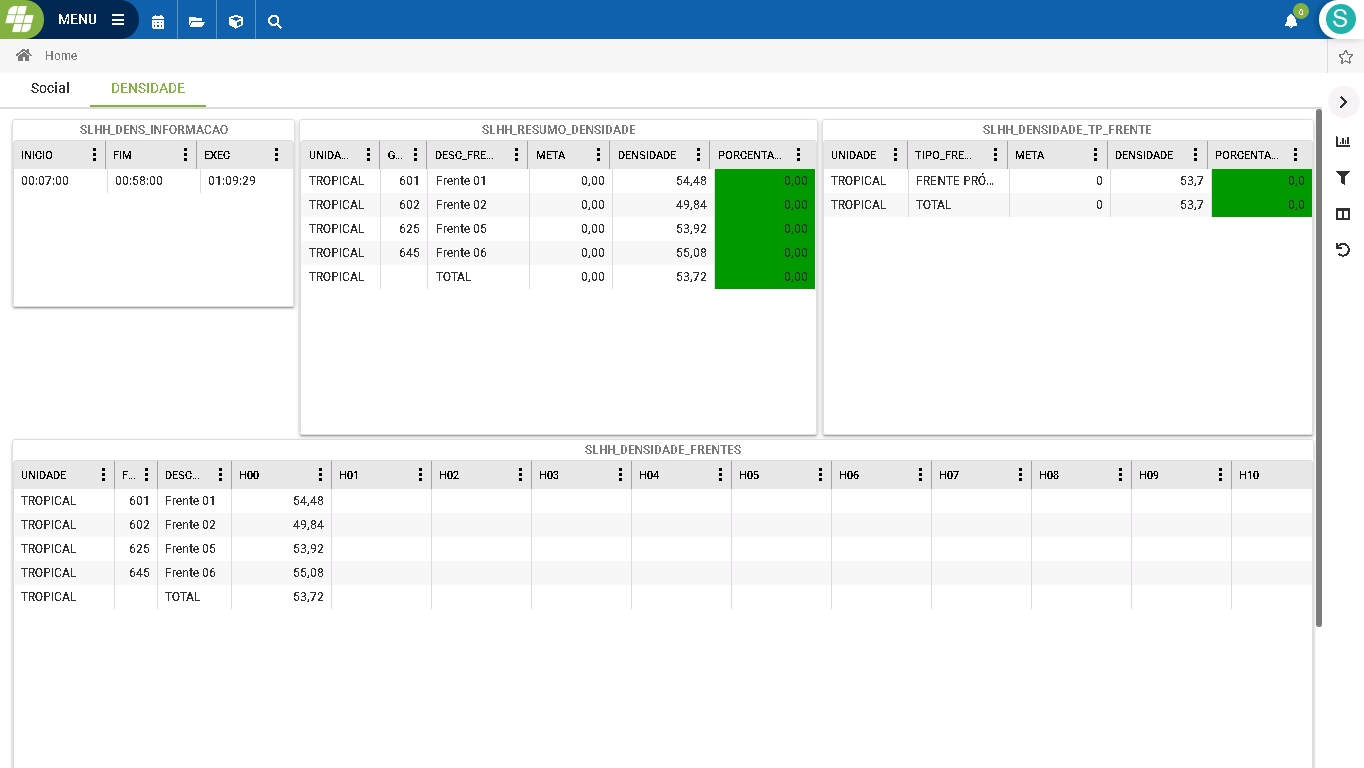 MENU
0
S
Home
Social DENSIDADE
SLHH_DENS_INFORMACAO
INICIO FIM EXEC
00:07:00 00:58:00 01:09:29
SLHH_RESUMO_DENSIDADE
UNIDA... G... DESC_FRE... META DENSIDADE PORCENTA...
TROPICAL 601 Frente 01 0,00 54,48 0,00
TROPICAL 602 Frente 02 0,00 49,84 0,00
TROPICAL 625 Frente 05 0,00 53,92 0,00
TROPICAL 645 Frente 06 0,00 55,08 0,00
TROPICAL TOTAL 0,00 53,72 0,00
SLHH_DENSIDADE_TP_FRENTE
UNIDADE TIPO_FRE... META DENSIDADE PORCENTA...
TROPICAL FRENTE PRÓ... 0 53,7 0,0
TROPICAL TOTAL 0 53,7 0,0
SLHH_DENSIDADE_FRENTES
UNIDADE F... DESC... H00 H01 H02 H03 H04 H05 H06 H07 H08 H09 H10
TROPICAL 601 Frente 01 54,48
TROPICAL 602 Frente 02 49,84
TROPICAL 625 Frente 05 53,92
TROPICAL 645 Frente 06 55,08
TROPICAL TOTAL 53,72